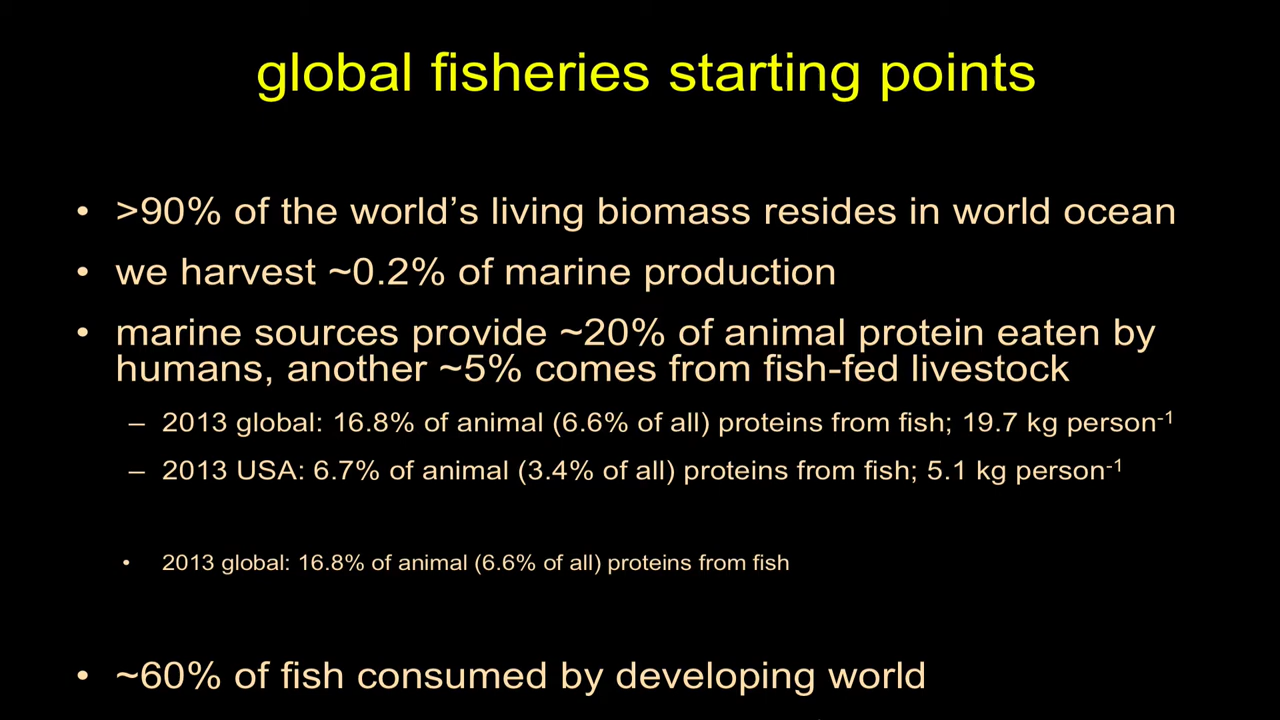 global fisheries starting points
• >90% of the world’s living biomass resides in world ocean
• we harvest ~0.2% of marine production
• marine sources provide ~20% of animal protein eaten by
humans, another ~5% comes from fish-fed livestock
– 2013 global: 16.8% of animal (6.6% of all) proteins from fish; 19.7 kg person⁻¹
– 2013 USA: 6.7% of animal (3.4% of all) proteins from fish; 5.1 kg person⁻¹
• 2013 global: 16.8% of animal (6.6% of all) proteins from fish
• ~60% of fish consumed by developing world